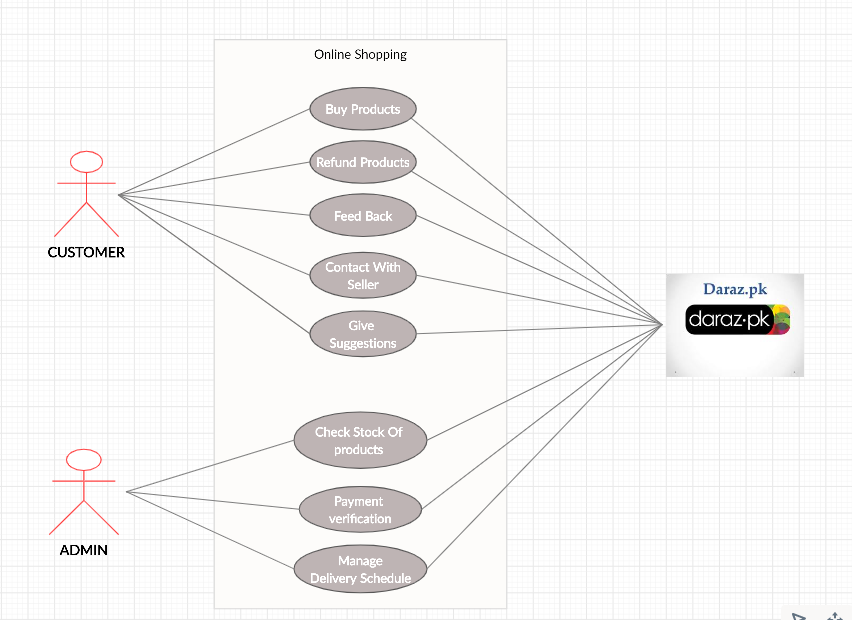 Online Shopping
Buy Products
Refund Products
Feed Back
Contact With
Seller
Give
Suggestions
CUSTOMER
Daraz.pk
daraz.pk
Check Stock Of
products
Payment
verification
Manage
Delivery Schedule
ADMIN